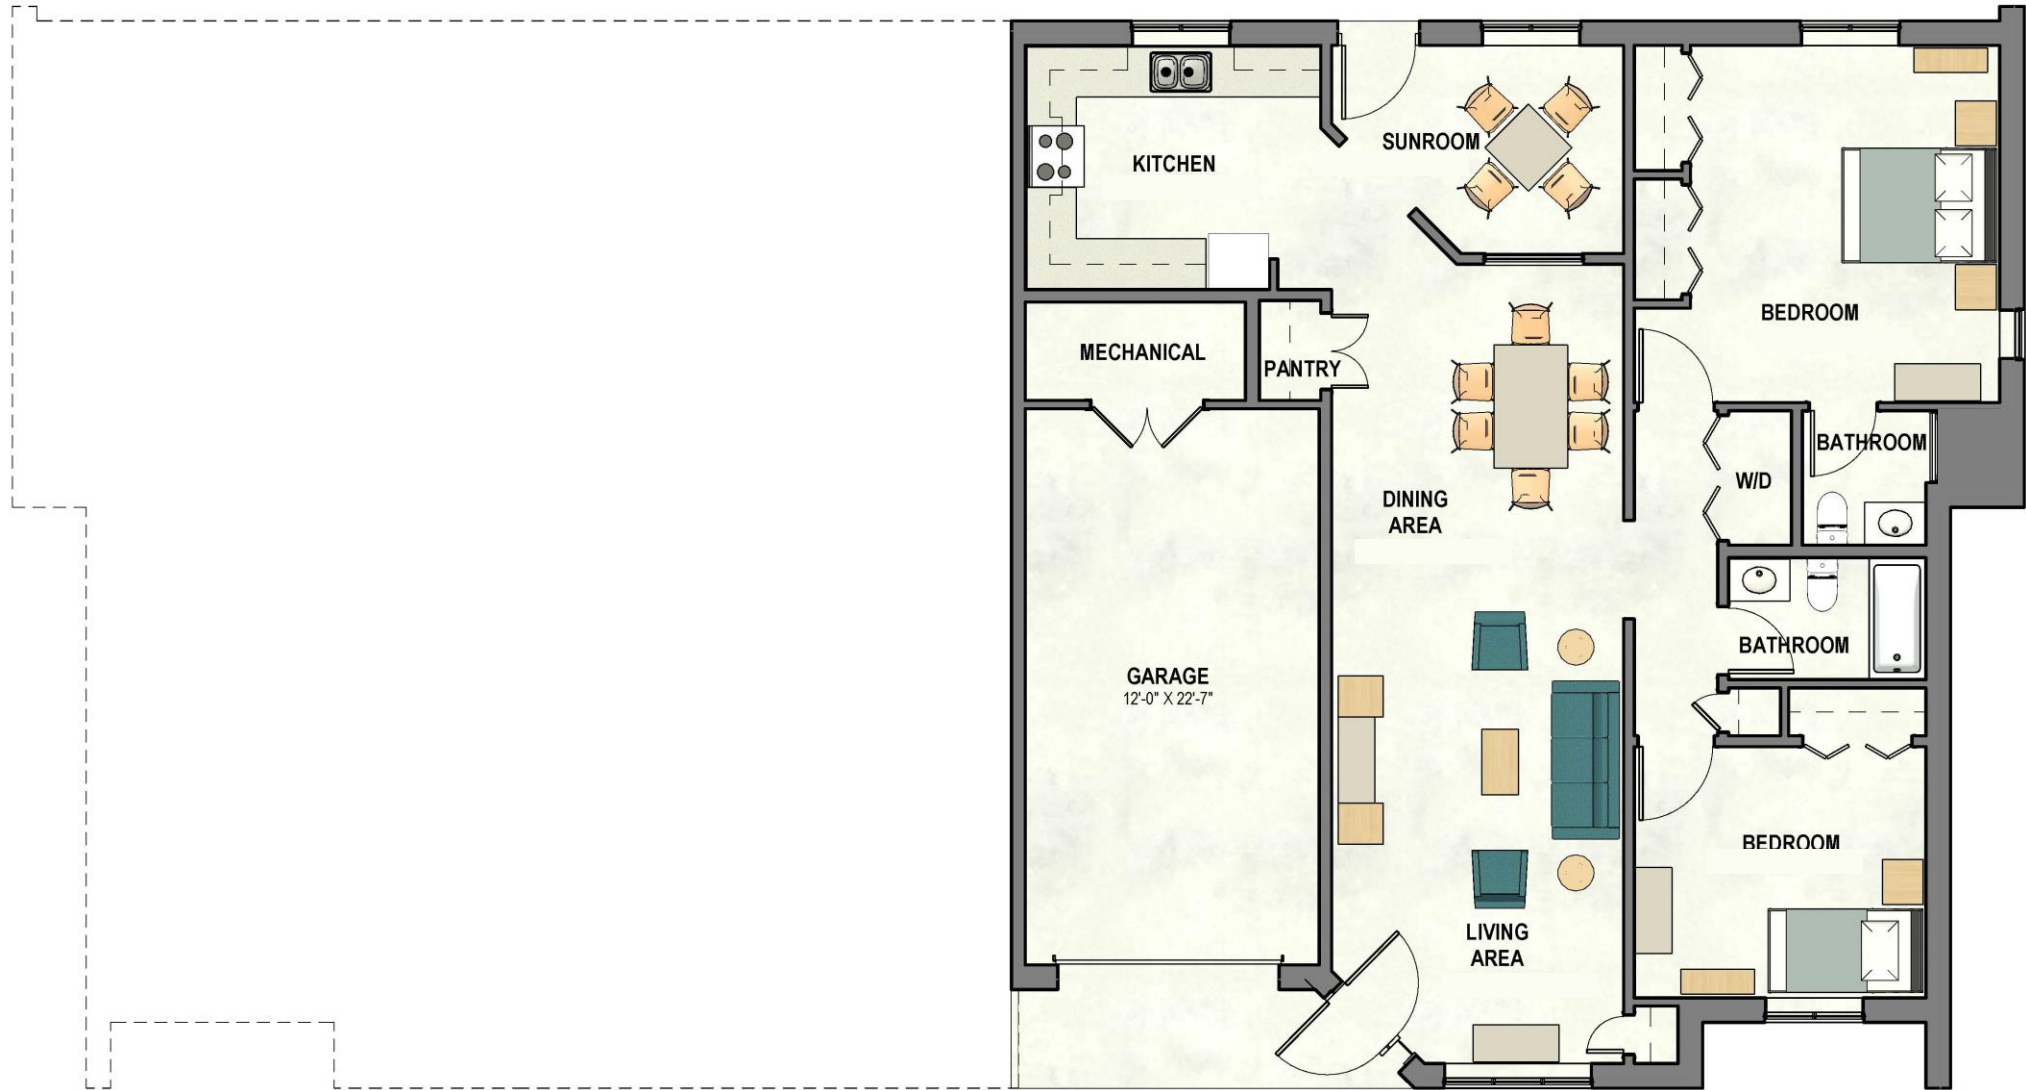 KITCHEN
SUNROOM
BEDROOM
MECHANICAL
PANTRY
BATHROOM
W/D
DINING
AREA
BATHROOM
GARAGE
12'-0" X 22'-7"
BEDROOM
LIVING
AREA